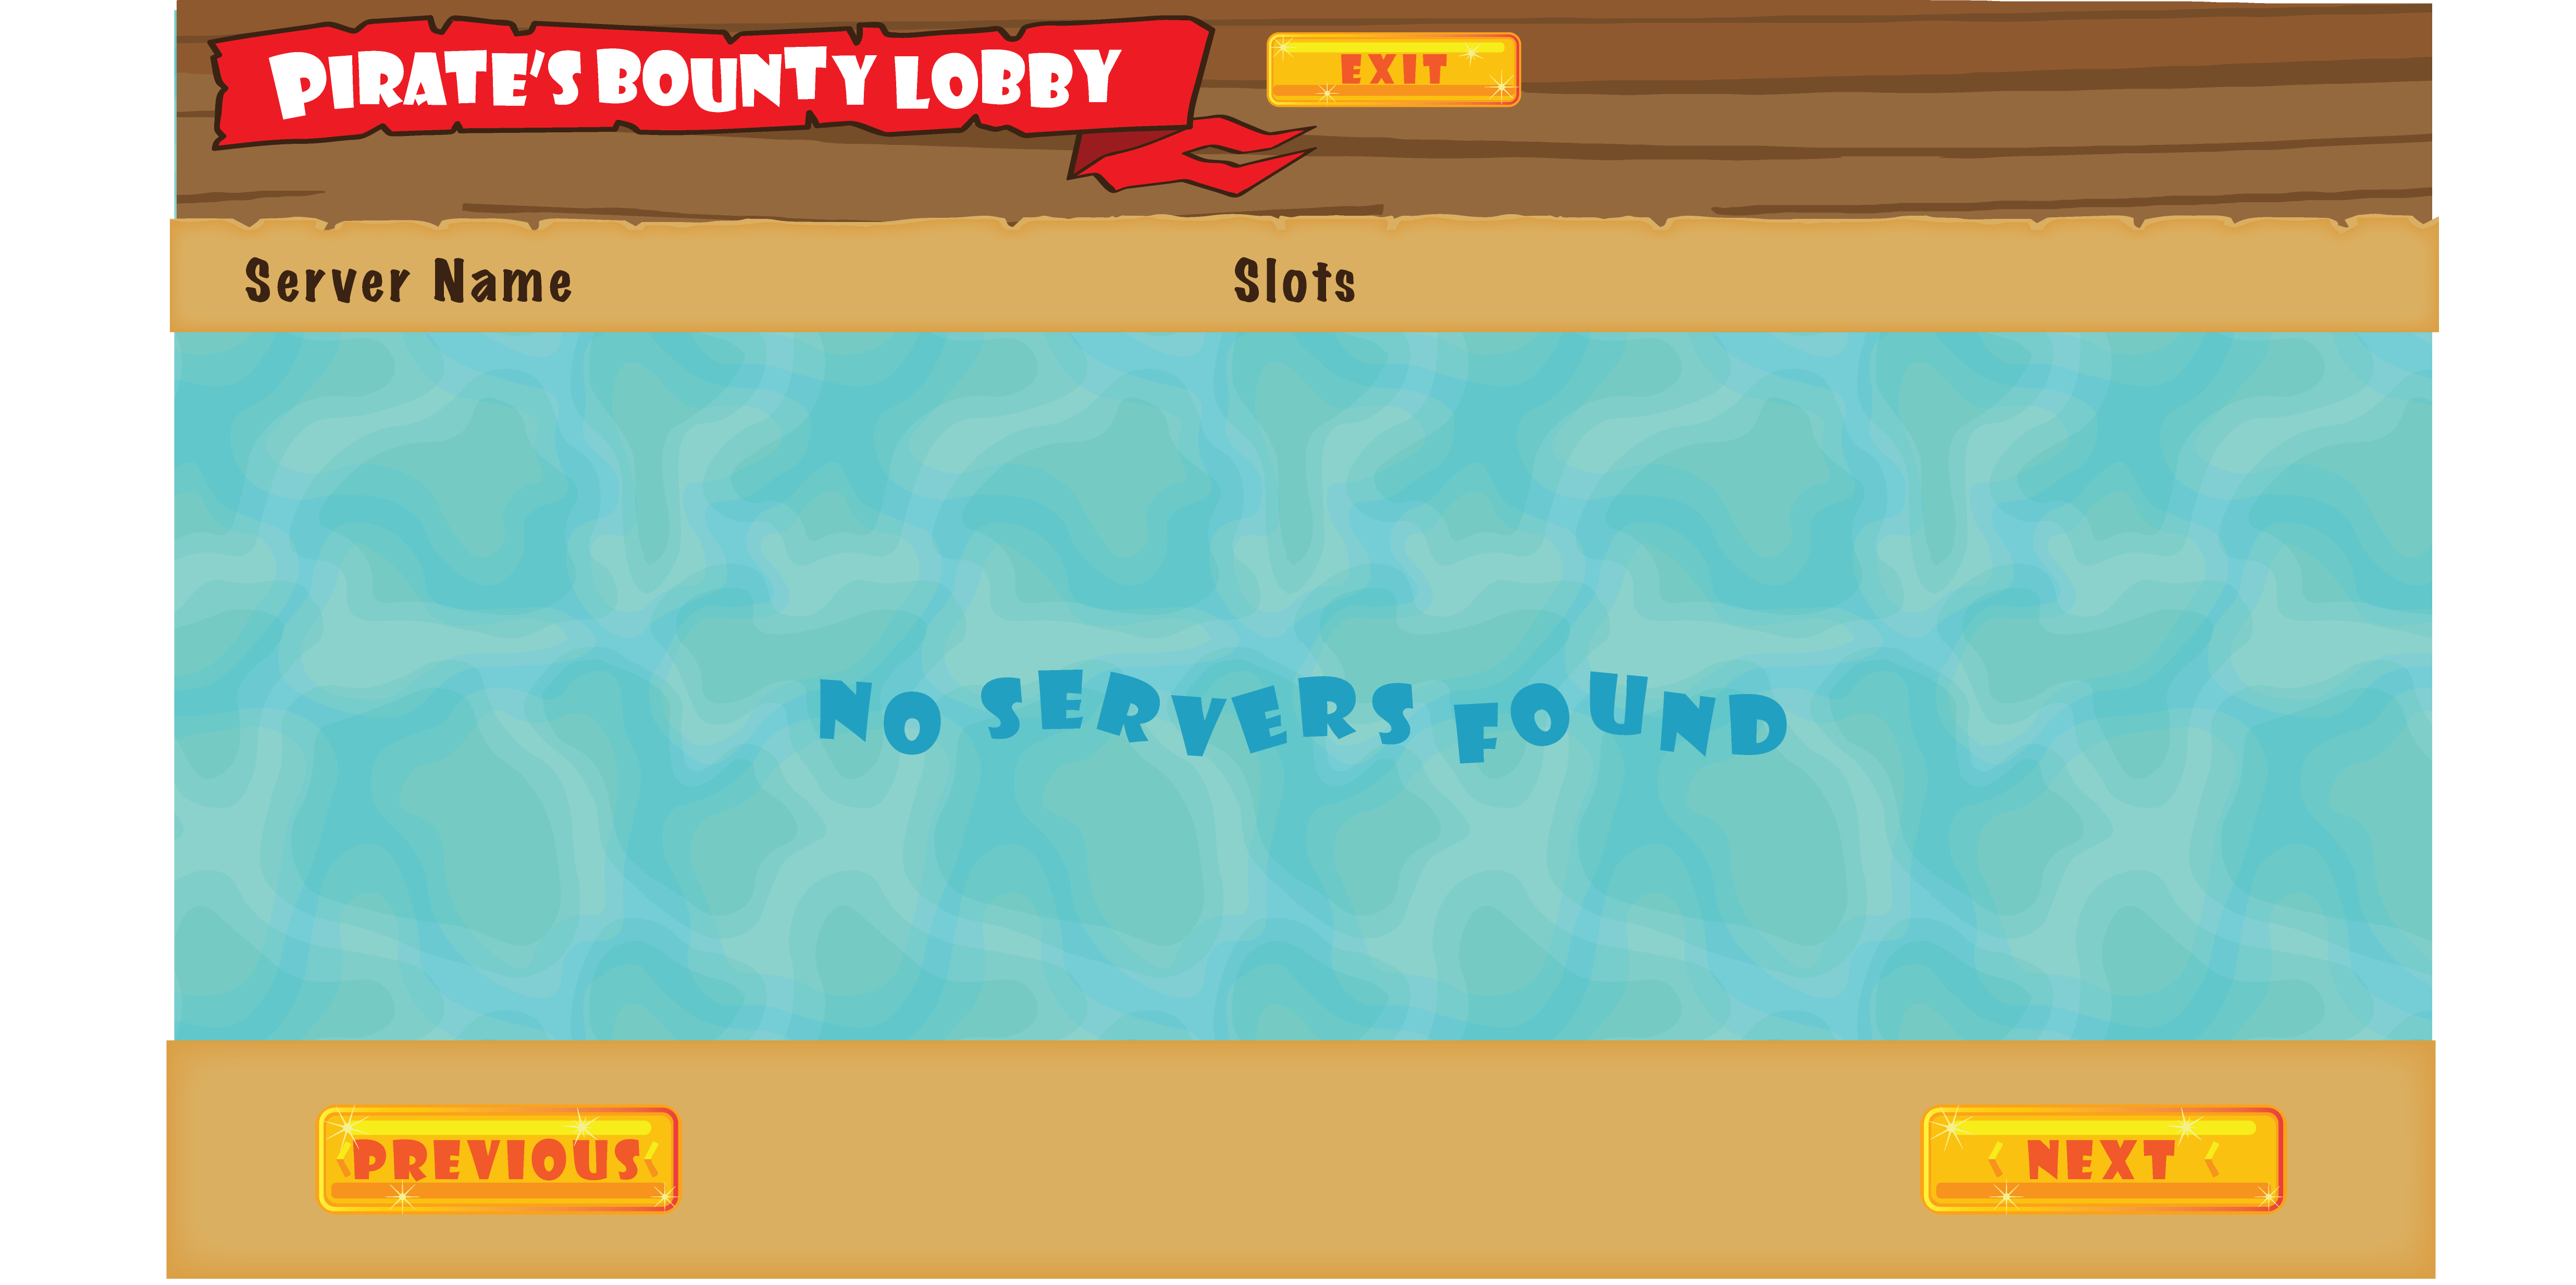 PIRATE'S BOUNTY LOBBY
EXIT
Server Name Slots
NO SERVERS FOUND
PREVIOUS NEXT